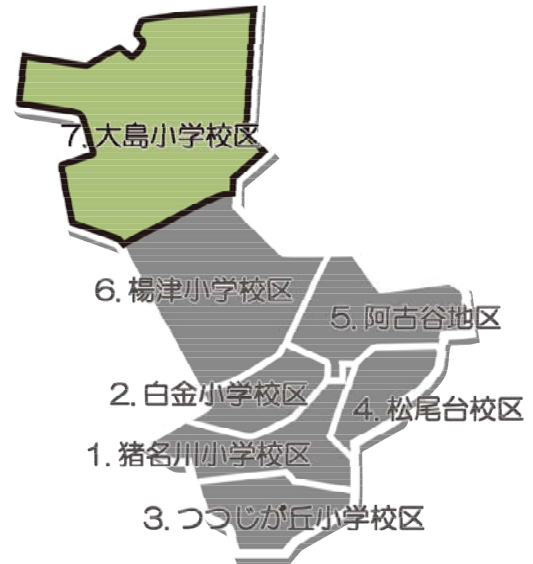 7. 大島小学校区
6. 楊津小学校区
5. 阿古谷地区
2. 白金小学校区
4. 松尾台校区
1. 猪名川小学校区
3. つつじが丘小学校区